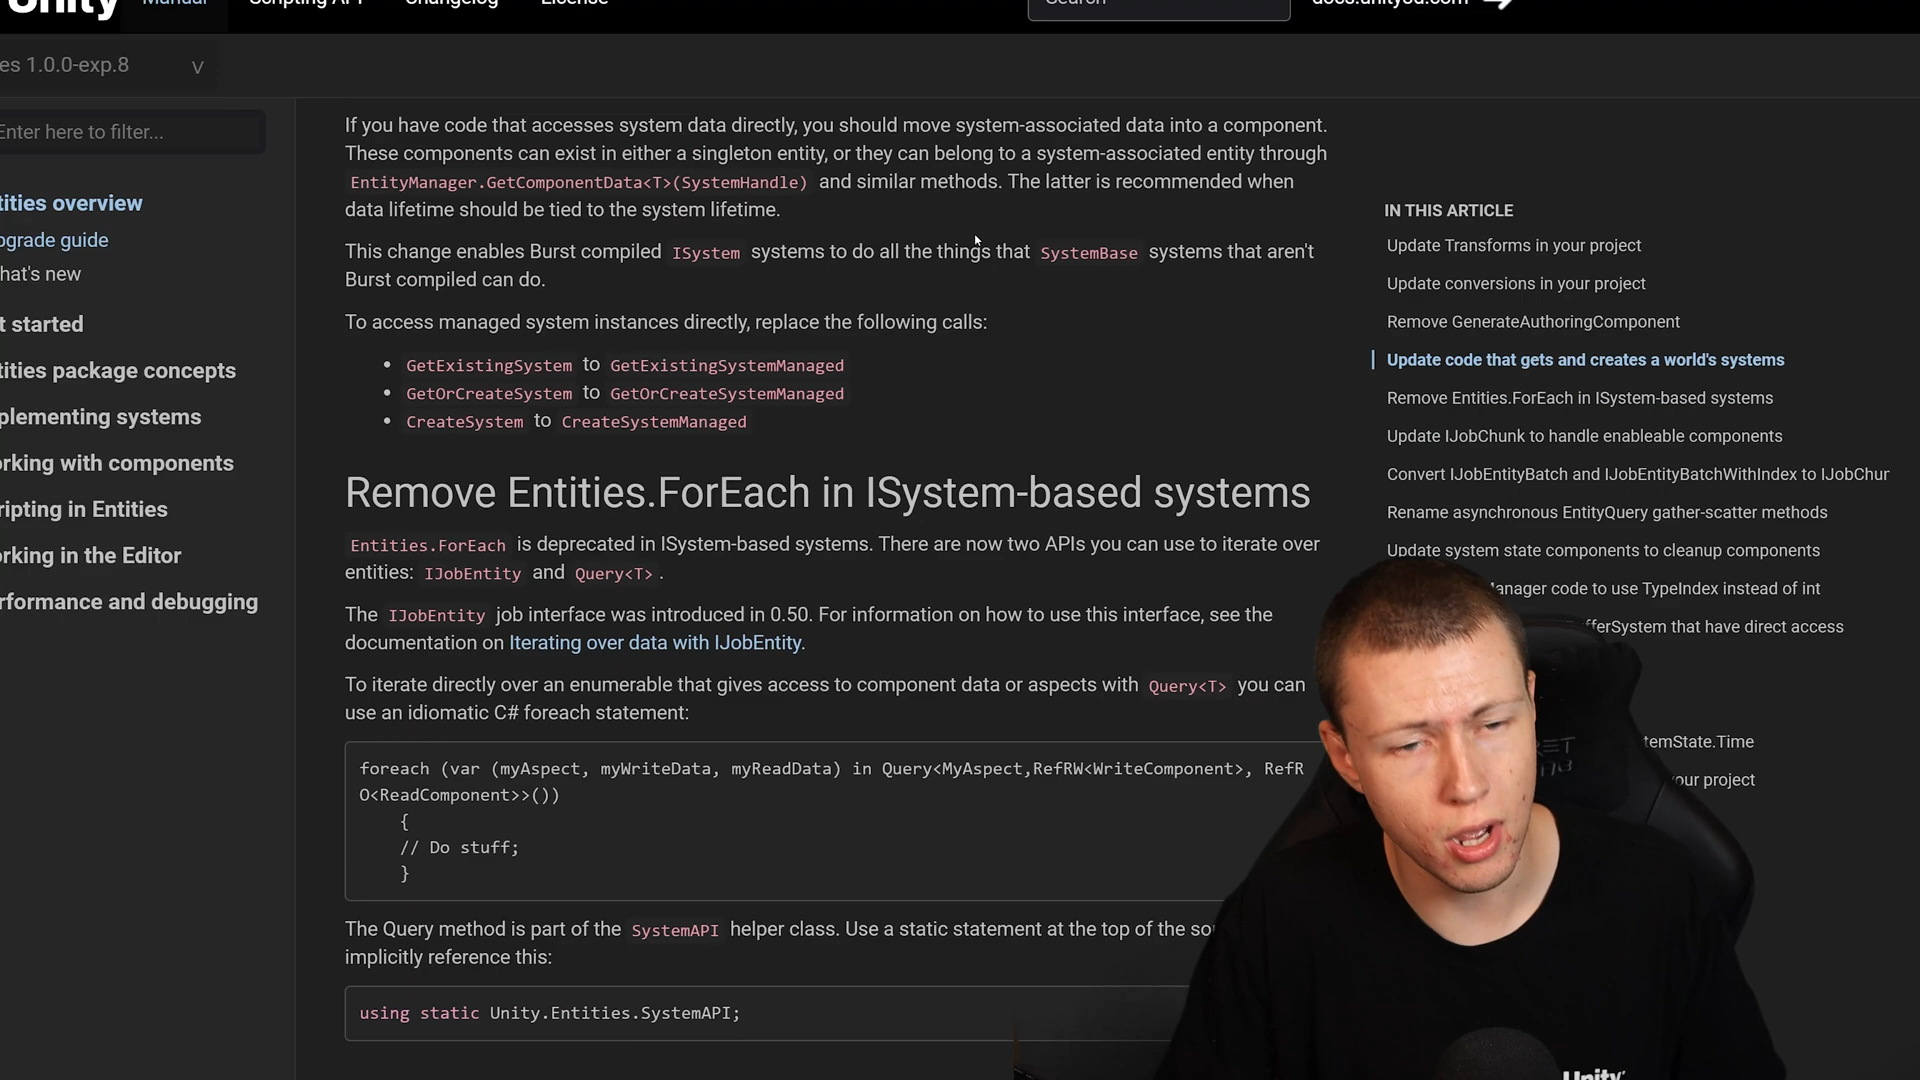 Unity
Manual
Scripting API
Changelog
License
Search
docs.unity3d.com
es 1.0.0-exp.8
Enter here to filter...
tities overview
pgrade guide
hat's new
t started
tities package concepts
plementing systems
orking with components
ripting in Entities
orking in the Editor
rformance and debugging
If you have code that accesses system data directly, you should move system-associated data into a component.
These components can exist in either a singleton entity, or they can belong to a system-associated entity through
EntityManager.GetComponentData<T>(SystemHandle) and similar methods. The latter is recommended when
data lifetime should be tied to the system lifetime.
This change enables Burst compiled ISystem systems to do all the things that SystemBase systems that aren't
Burst compiled can do.
To access managed system instances directly, replace the following calls:
• GetExistingSystem to GetExistingSystemManaged
• GetOrCreateSystem to GetOrCreateSystemManaged
• CreateSystem to CreateSystemManaged
Remove Entities.ForEach in ISystem-based systems
Entities.ForEach is deprecated in ISystem-based systems. There are now two APIs you can use to iterate over
entities: IJobEntity and Query<T>.
The IJobEntity job interface was introduced in 0.50. For information on how to use this interface, see the
documentation on Iterating over data with IJobEntity.
To iterate directly over an enumerable that gives access to component data or aspects with Query<T> you can
use an idiomatic C# foreach statement:
foreach (var (myAspect, myWriteData, myReadData) in Query<MyAspect,RefRW<WriteComponent>, RefR
O<ReadComponent>>())
{
// Do stuff;
}
The Query method is part of the SystemAPI helper class. Use a static statement at the top of the so
implicitly reference this:
using static Unity.Entities.SystemAPI;
IN THIS ARTICLE
Update Transforms in your project
Update conversions in your project
Remove GenerateAuthoringComponent
Update code that gets and creates a world's systems
Remove Entities.ForEach in ISystem-based systems
Update IJobChunk to handle enableable components
Convert IJobEntityBatch and IJobEntityBatchWithIndex to IJobChun
Rename asynchronous EntityQuery gather-scatter methods
Update system state components to cleanup components
Manager code to use TypeIndex instead of int
fferSystem that have direct access
temState.Time
your project
Unity